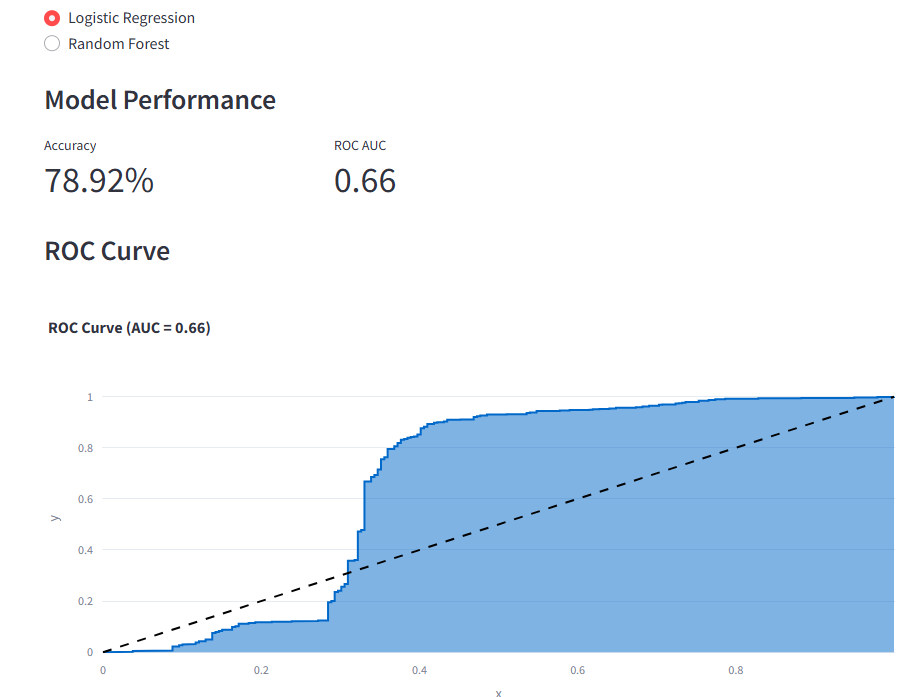 Logistic Regression
Random Forest
Model Performance
Accuracy ROC AUC
78.92% 0.66
ROC Curve
ROC Curve (AUC = 0.66)
1
0.8
0.6
y
0.4
0.2
0
0 0.2 0.4 0.6 0.8
x